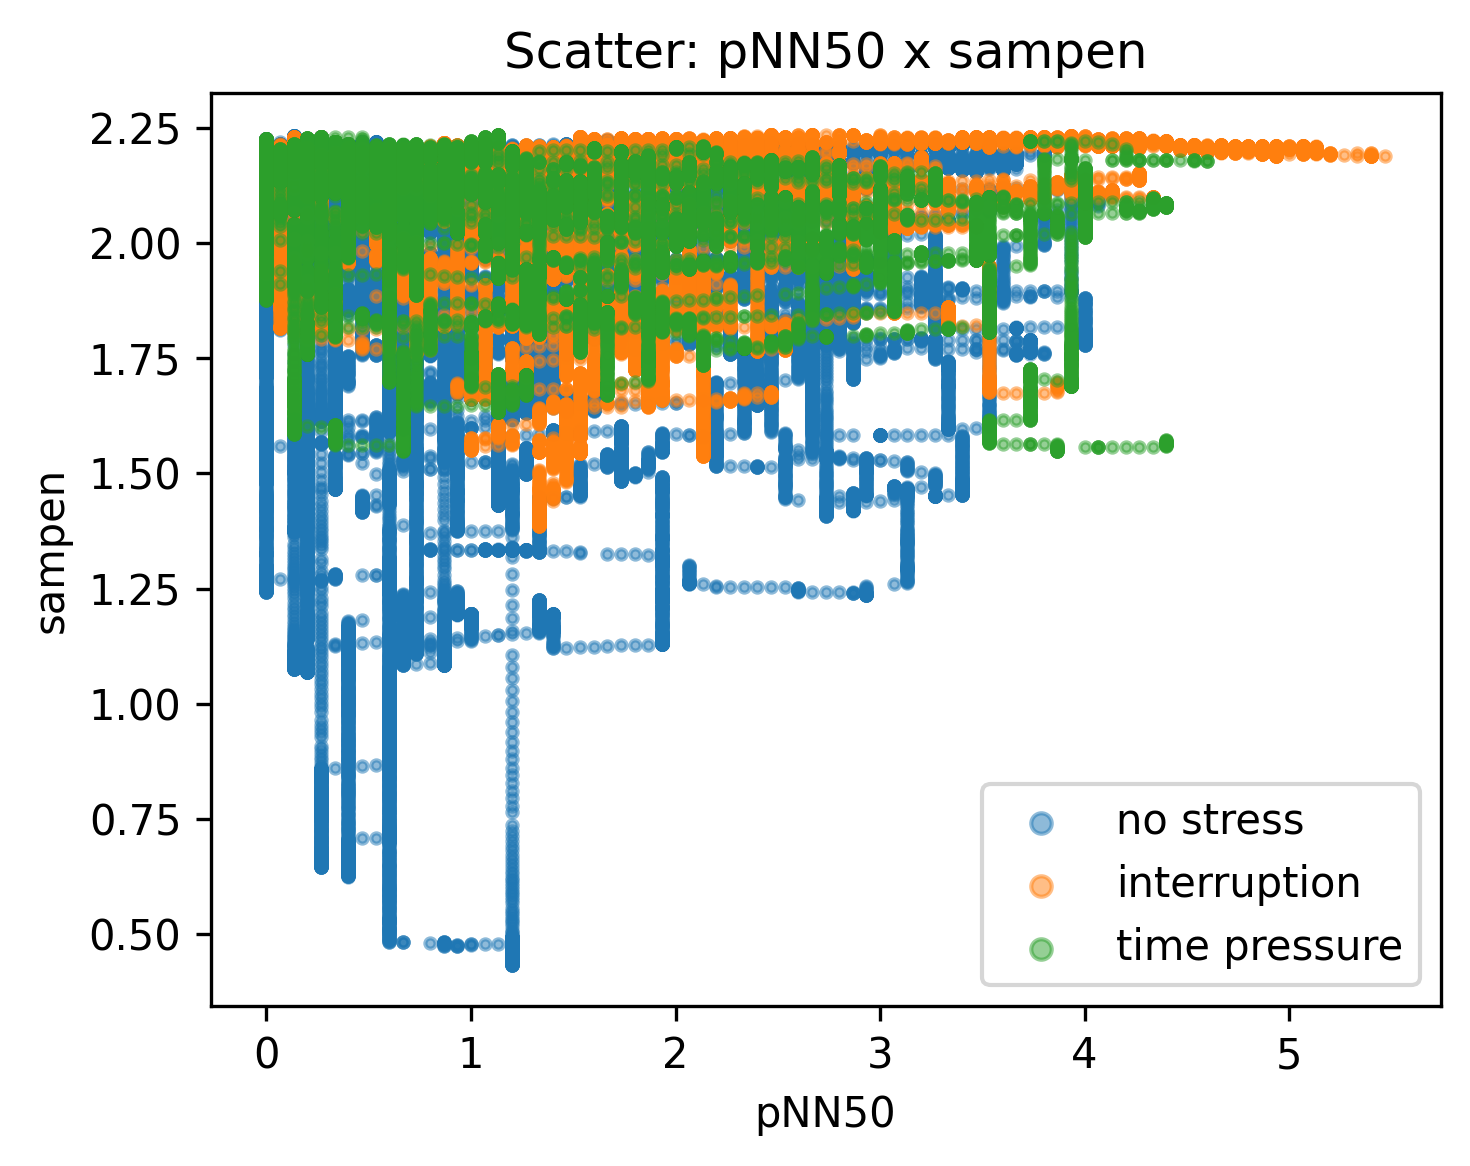 Scatter: pNN50 x sampen
2.25
2.00
1.75
1.50
1.25
1.00
0.75
0.50
sampen
0 1 2 3 4 5
pNN50
no stress
interruption
time pressure